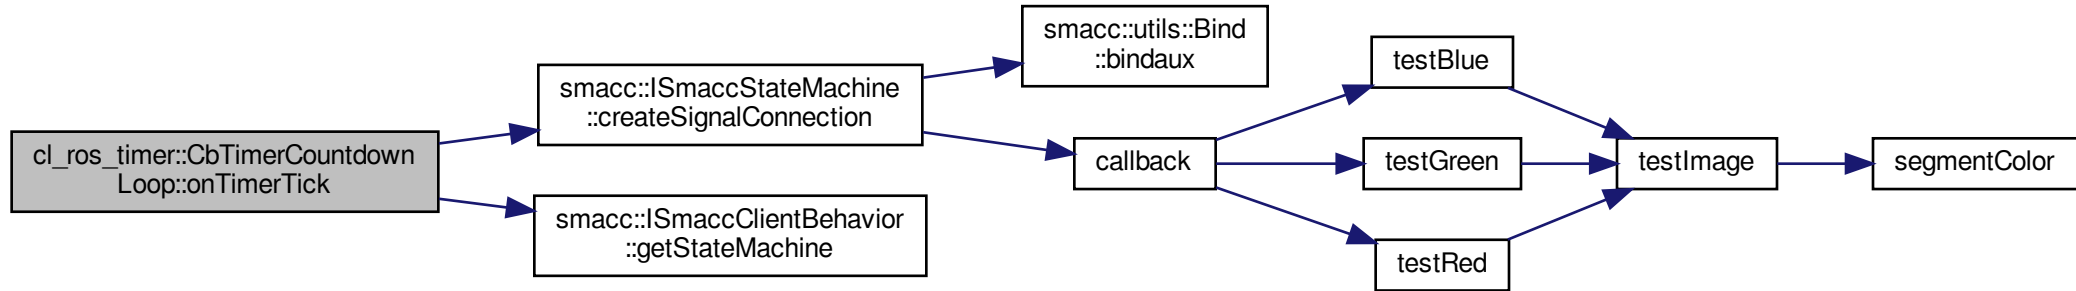 cl_ros_timer::CbTimerCountdown
Loop::onTimerTick
smacc::ISmaccStateMachine
::createSignalConnection
smacc::ISmaccClientBehavior
::getStateMachine
smacc::utils::Bind
::bindaux
callback
testBlue
testGreen
testRed
testImage
segmentColor